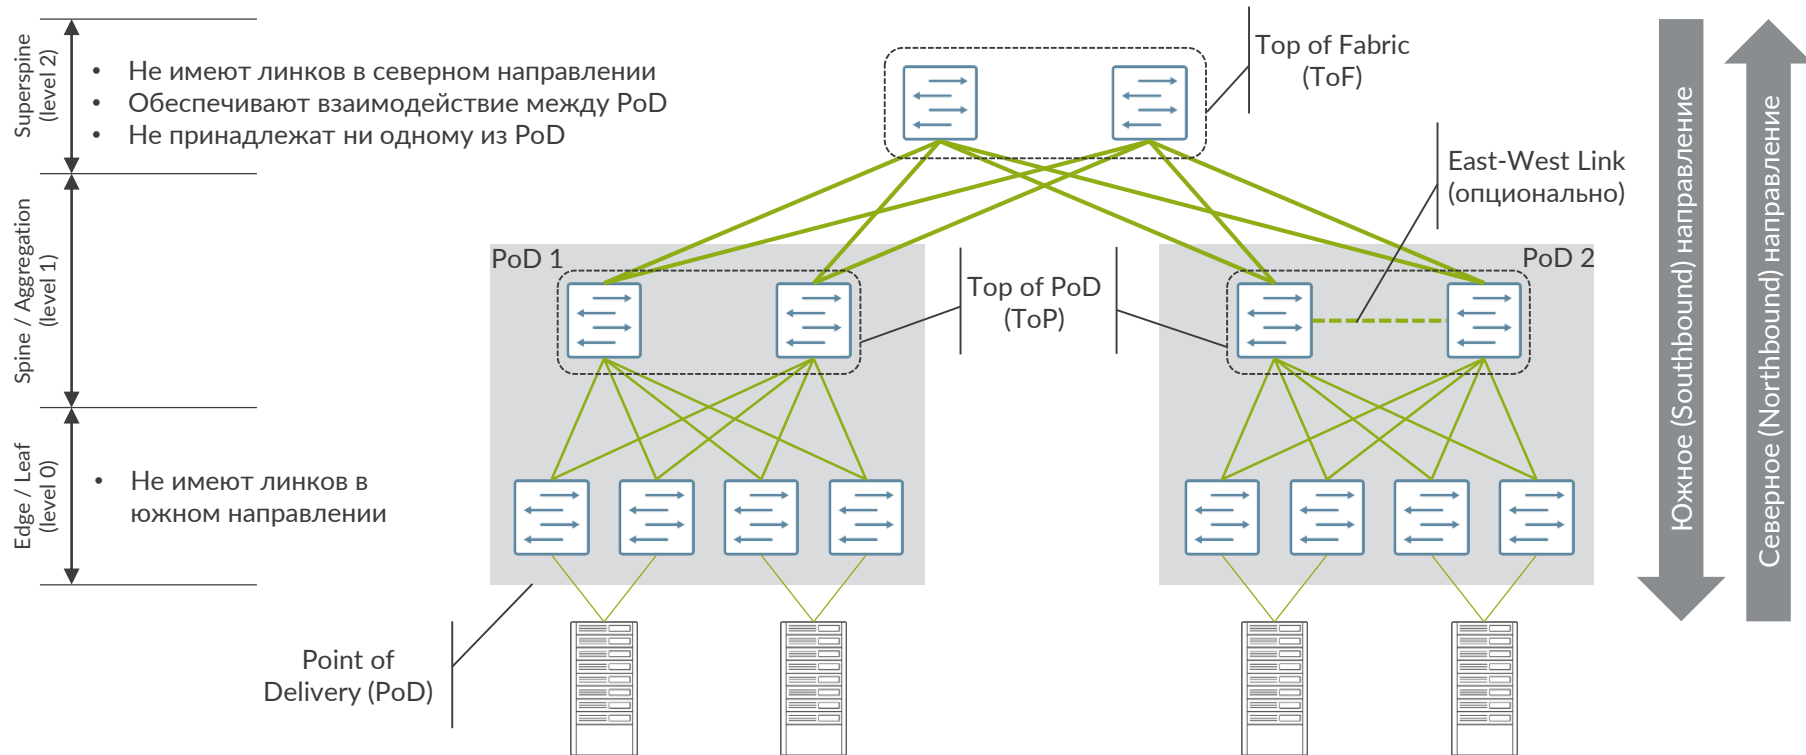 Superspine
(level 2)
• Не имеют линков в северном направлении
• Обеспечивают взаимодействие между PoD
• Не принадлежат ни одному из PoD
Top of Fabric
(ToF)
East-West Link
(опционально)
Spine / Aggregation
(level 1)
PoD 1
Top of PoD
(ToP)
PoD 2
Edge / Leaf
(level 0)
• Не имеют линков в
южном направлении
Point of
Delivery (PoD)
Южное (Southbound) направление
Северное (Northbound) направление